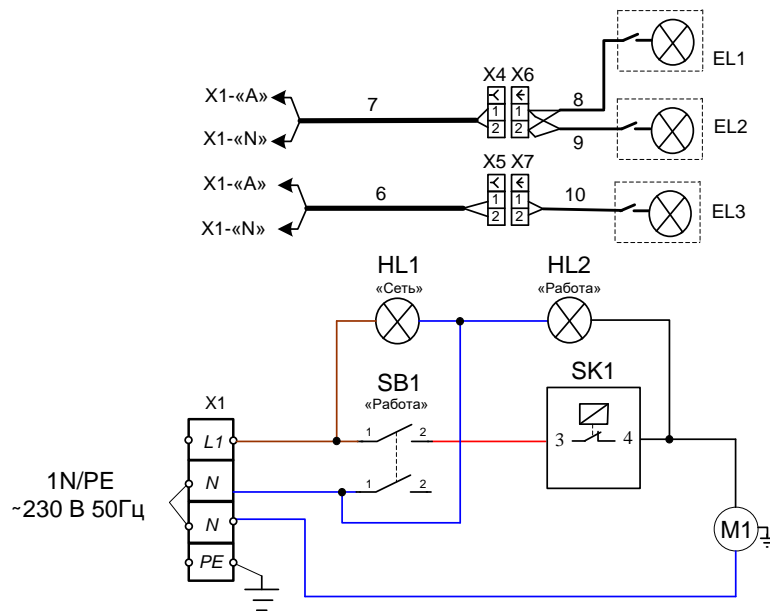 X4 X6
EL1
X1-«A»
7
1 1
8
2 2
EL2
X1-«N»
9
X5 X7
X1-«A»
6
1 1
10
2 2
EL3
X1-«N»
HL1
«Сеть»
HL2
«Работа»
SB1
«Работа»
SK1
X1
L1
1 2
3 4
N
1 2
1N/PE
~230 В 50Гц
N
M1
PE